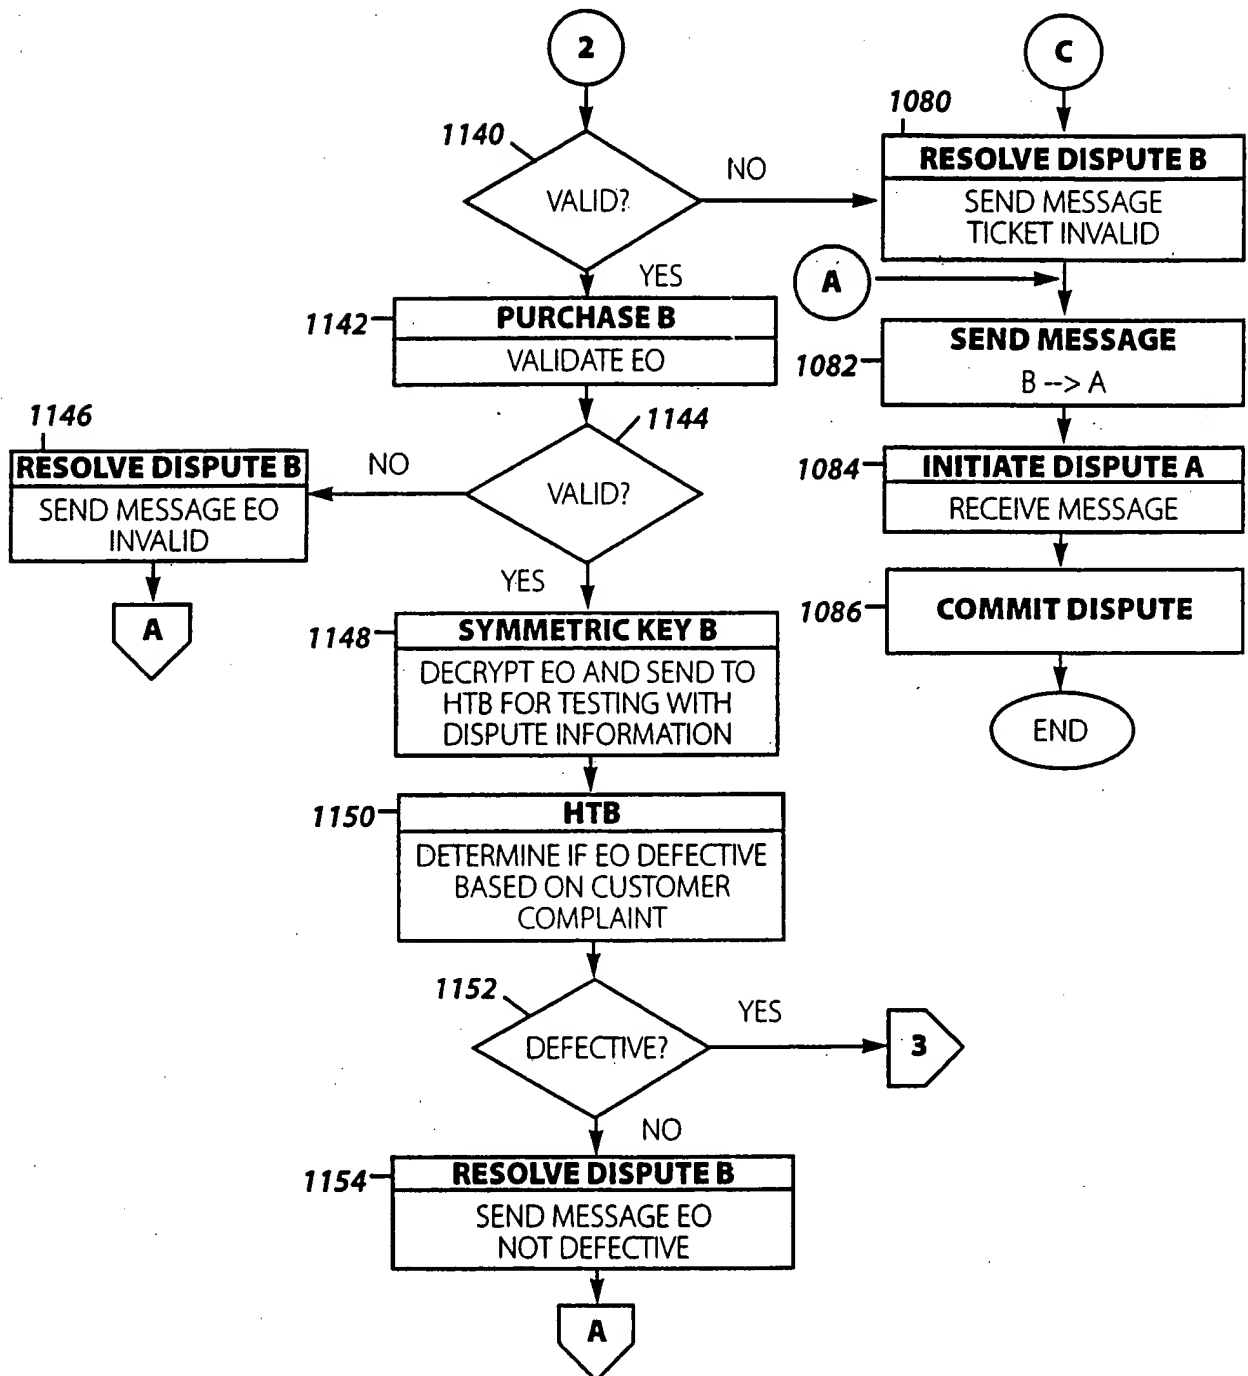 2
C
1080
1140
VALID?
NO
RESOLVE DISPUTE B
SEND MESSAGE
TICKET INVALID
YES
A
1142
PURCHASE B
VALIDATE EO
1082
SEND MESSAGE
B --> A
1146
1144
RESOLVE DISPUTE B
NO
VALID?
SEND MESSAGE EO
INVALID
1084
INITIATE DISPUTE A
RECEIVE MESSAGE
YES
A
1086
COMMIT DISPUTE
1148
SYMMETRIC KEY B
DECRYPT EO AND SEND TO
HTB FOR TESTING WITH
DISPUTE INFORMATION
END
1150
HTB
DETERMINE IF EO DEFECTIVE
BASED ON CUSTOMER
COMPLAINT
1152
DEFECTIVE?
YES
3
NO
1154
RESOLVE DISPUTE B
SEND MESSAGE EO
NOT DEFECTIVE
A